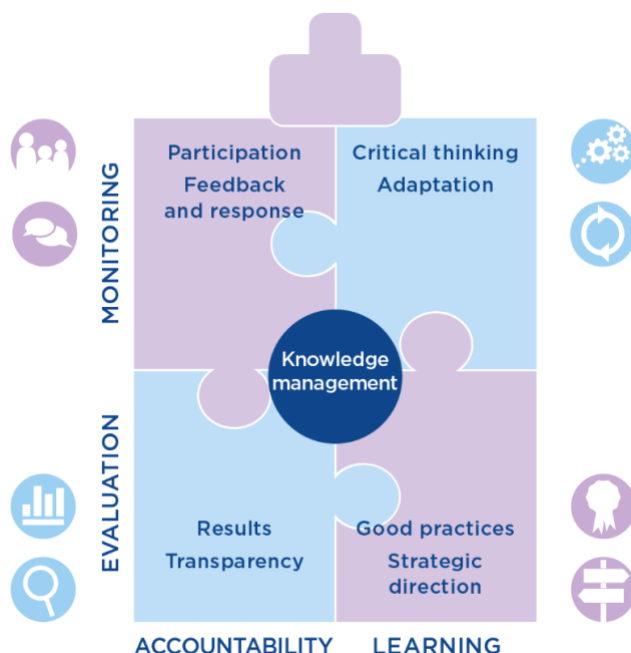 Participation
Feedback
and response
Critical thinking
Adaptation
MONITORING
Knowledge
management
EVALUATION
Results
Transparency
Good practices
Strategic
direction
ACCOUNTABILITY
LEARNING